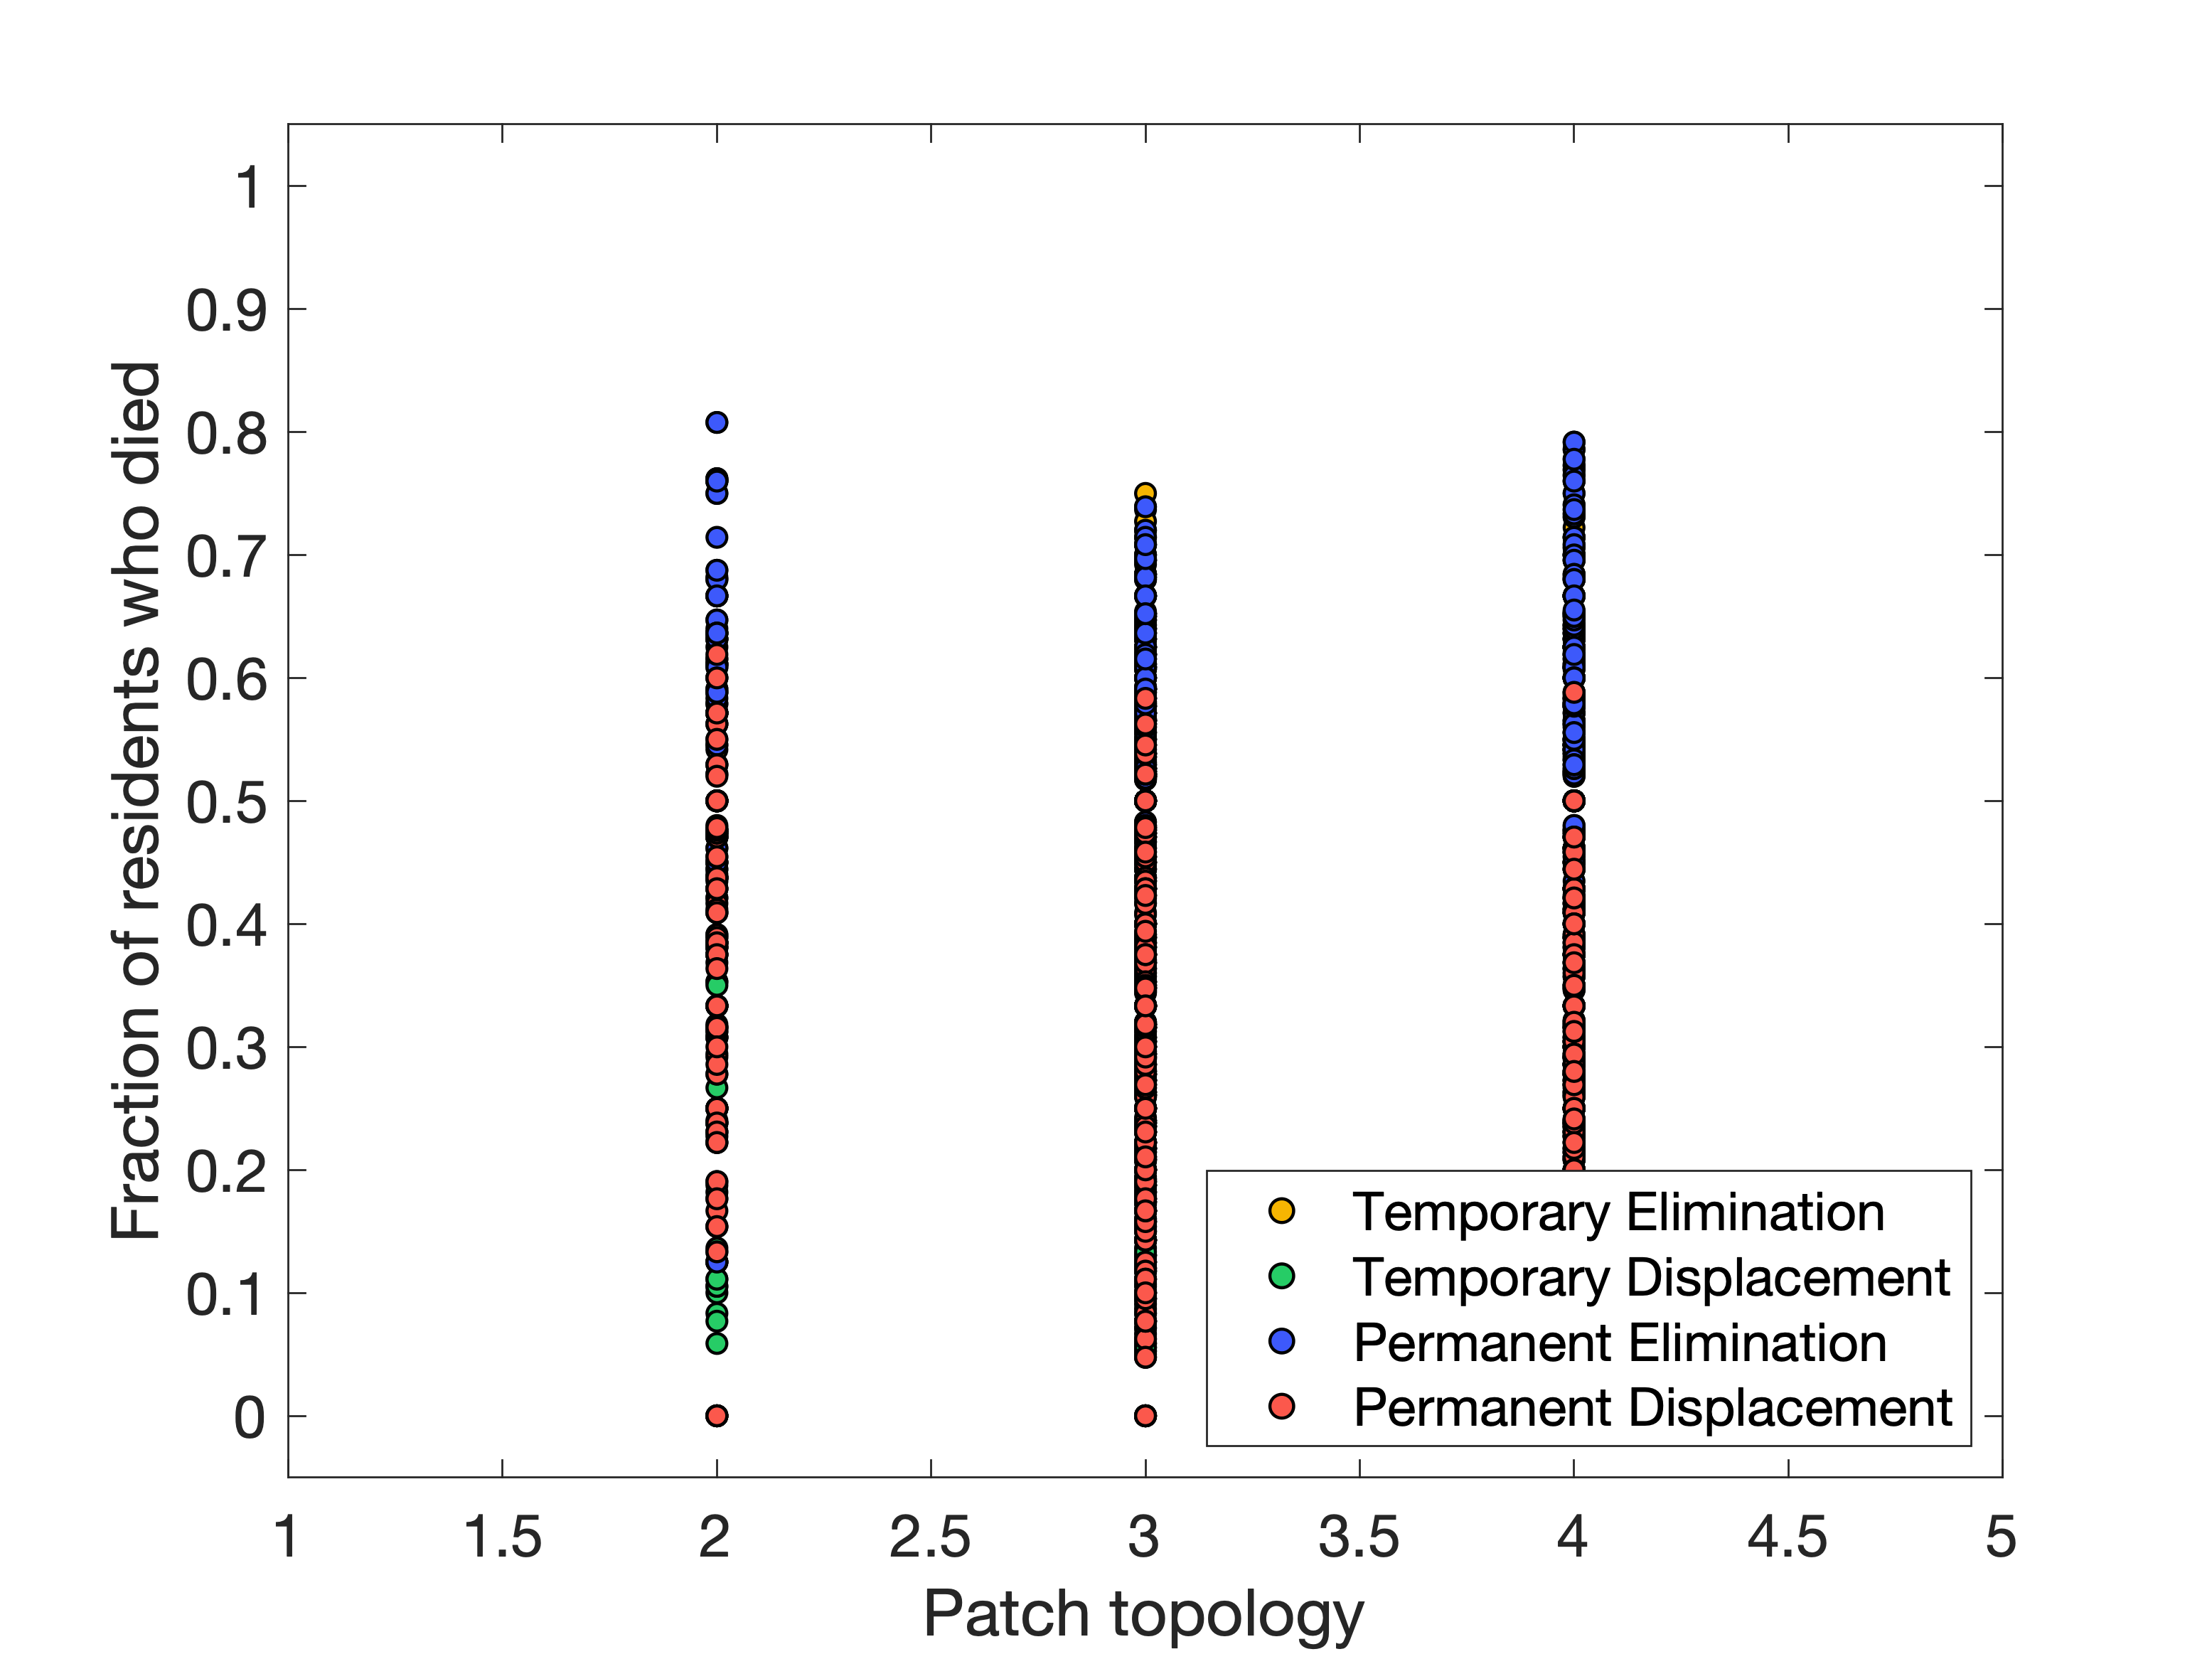 Fraction of residents who died
1
0.9
0.8
0.7
0.6
0.5
0.4
0.3
0.2
0.1
0
Temporary Elimination
Temporary Displacement
Permanent Elimination
Permanent Displacement
1 1.5 2 2.5 3 3.5 4 4.5 5
Patch topology